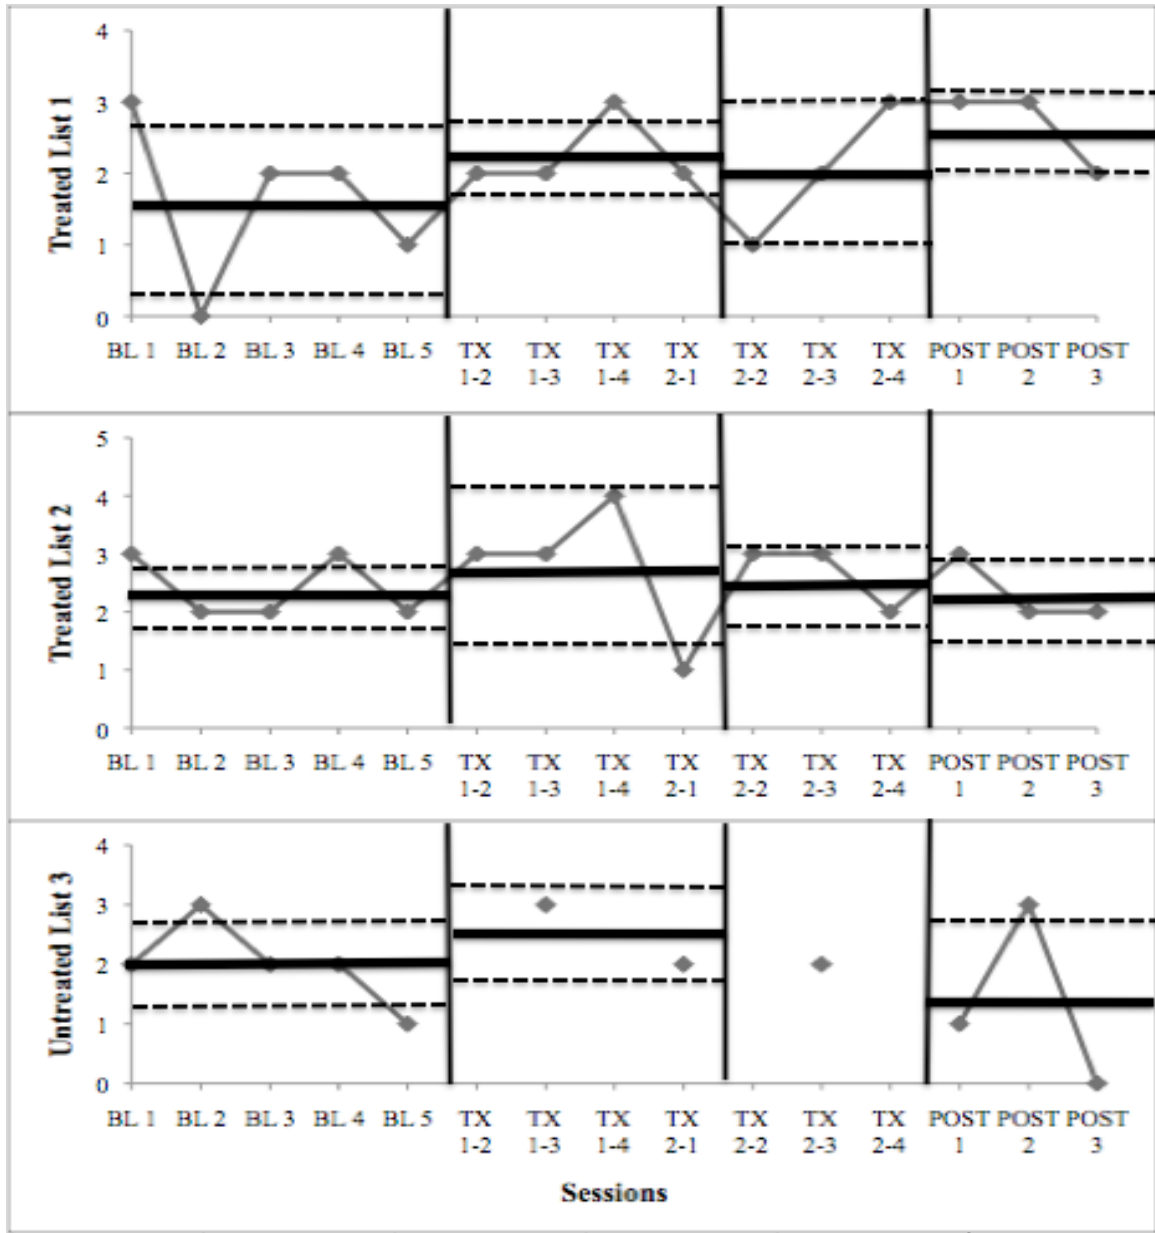 Treated List 1
4
3
2
1
0
BL 1 BL 2 BL 3 BL 4 BL 5 TX TX TX TX TX TX TX POST POST POST
1-2 1-3 1-4 2-1 2-2 2-3 2-4 1 2 3
Treated List 2
5
4
3
2
1
0
BL 1 BL 2 BL 3 BL 4 BL 5 TX TX TX TX TX TX TX POST POST POST
1-2 1-3 1-4 2-1 2-2 2-3 2-4 1 2 3
Untreated List 3
4
3
2
1
0
BL 1 BL 2 BL 3 BL 4 BL 5 TX TX TX TX TX TX TX POST POST POST
1-2 1-3 1-4 2-1 2-2 2-3 2-4 1 2 3
Sessions